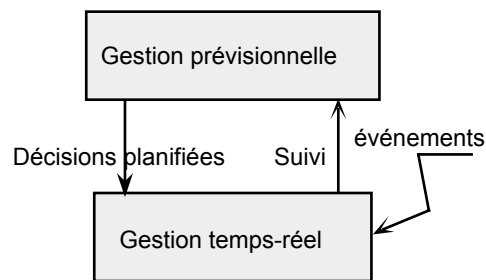 Gestion prévisionnelle
événements
Décisions planifiées
Suivi
Gestion temps-réel